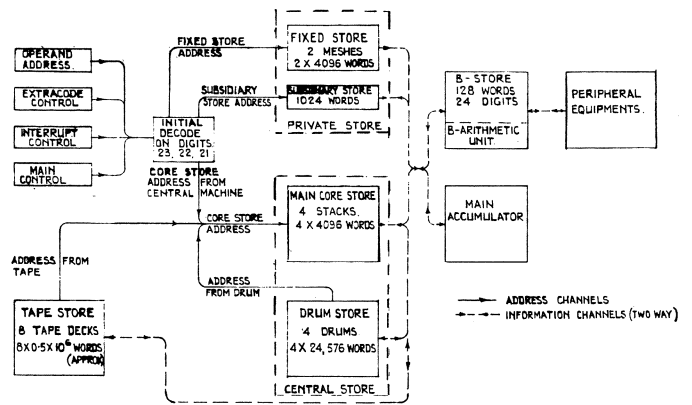 OPERAND
ADDRESS.
EXTRACODE
CONTROL
INTERRUPT
CONTROL
MAIN
CONTROL
INITIAL
DECODE
ON DIGITS
23, 22, 21
FIXED STORE
ADDRESS
SUBSIDIARY
STORE ADDRESS
FIXED STORE
2 MESHES
2 X 4096 WORDS
SUBSIDIARY STORE
1024 WORDS
PRIVATE STORE
B-STORE
128 WORDS
24 DIGITS
B-ARITHMETIC
UNIT.
PERIPHERAL
EQUIPMENTS.
MAIN
ACCUMULATOR
CORE STORE
ADDRESS FROM
CENTRAL MACHINE
CORE STORE
ADDRESS
MAIN CORE STORE
4 STACKS.
4 X 4096 WORDS
ADDRESS FROM
TAPE
ADDRESS
FROM DRUM
TAPE STORE
8 TAPE DECKS
8X0·5X10⁶ WORDS
(APPROX)
DRUM STORE
4 DRUMS.
4 X 24,576 WORDS
CENTRAL STORE
ADDRESS CHANNELS
INFORMATION CHANNELS (TWO WAY)